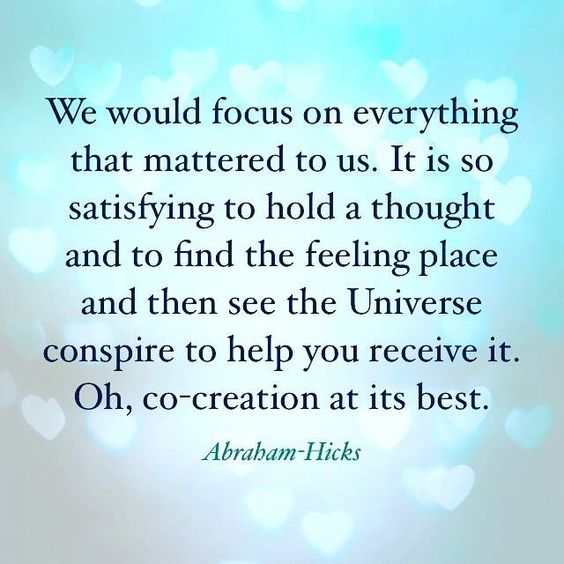 We would focus on everything
that mattered to us. It is so
satisfying to hold a thought
and to find the feeling place
and then see the Universe
conspire to help you receive it.
Oh, co-creation at its best.
Abraham-Hicks